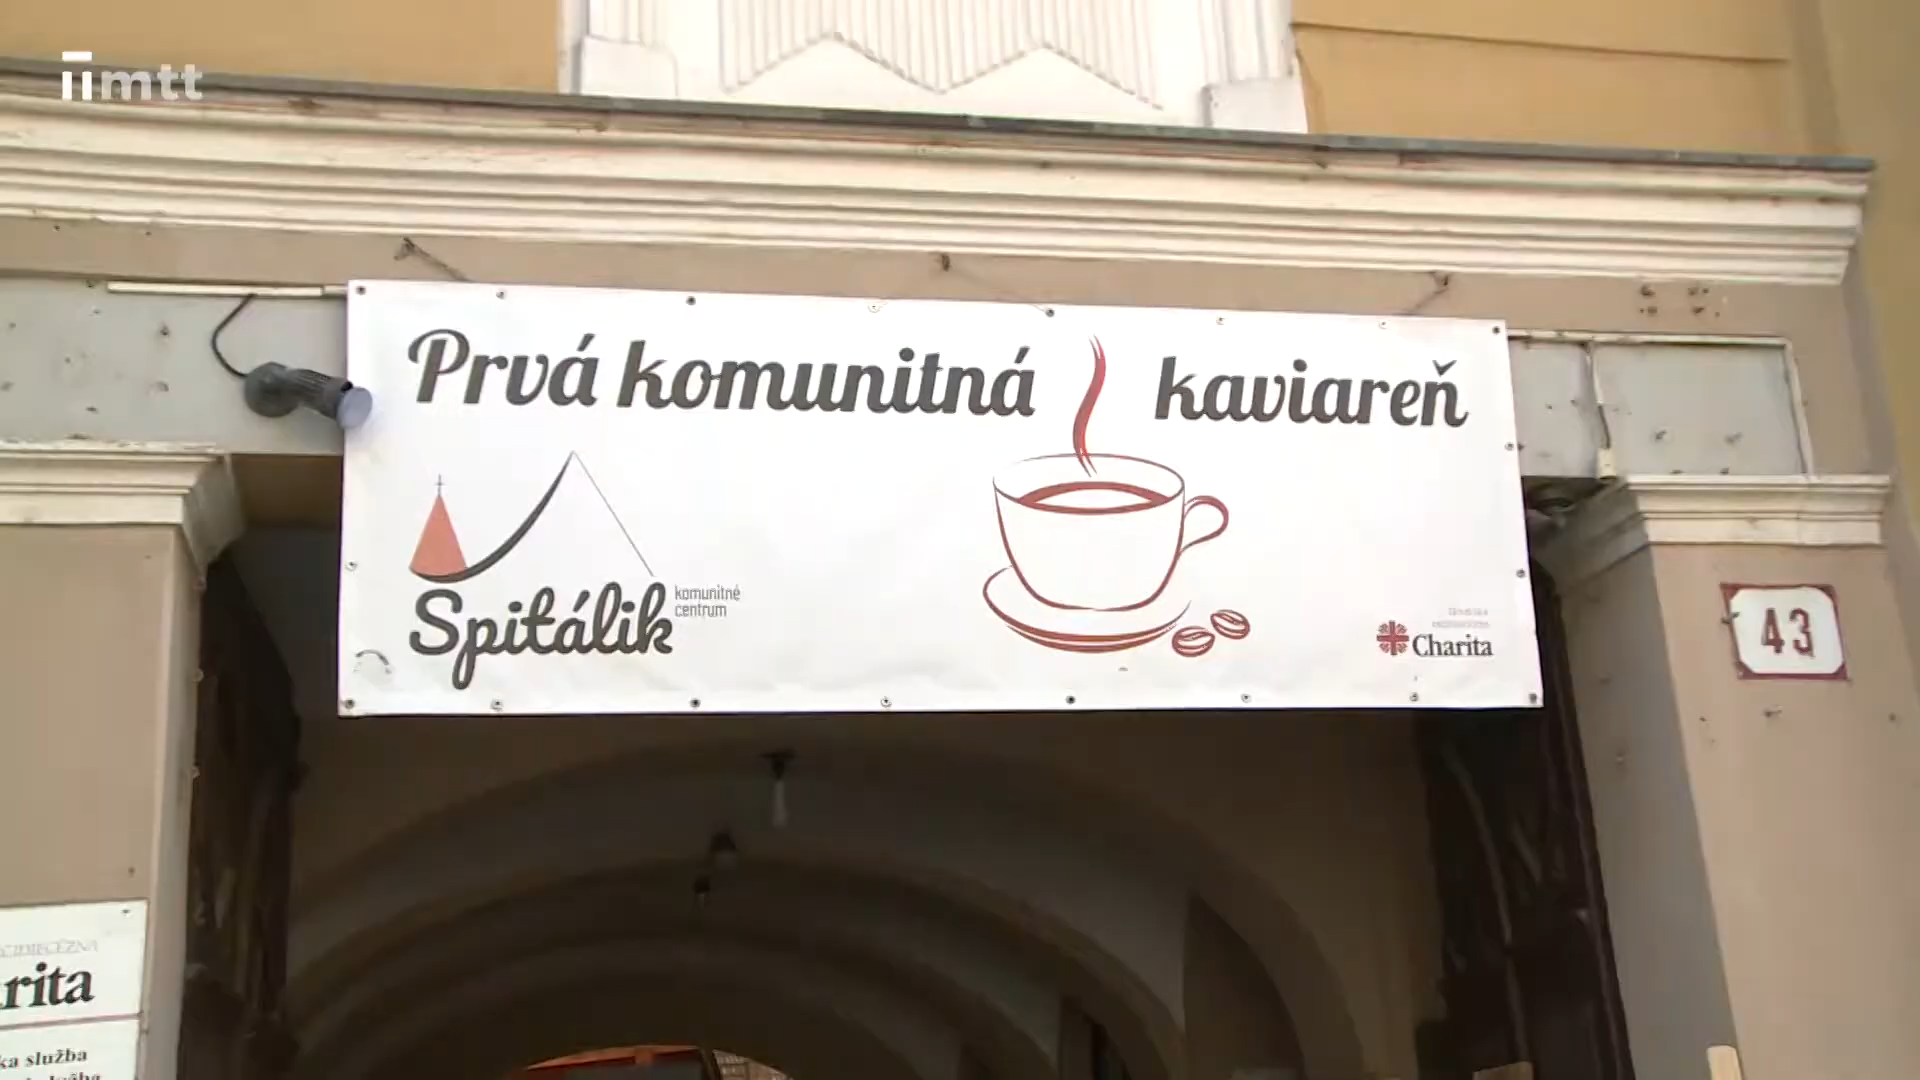 mtt
Prvá komunitná kaviareň
Spitálik
komunitné
centrum
Charita
43
rita
ka služba